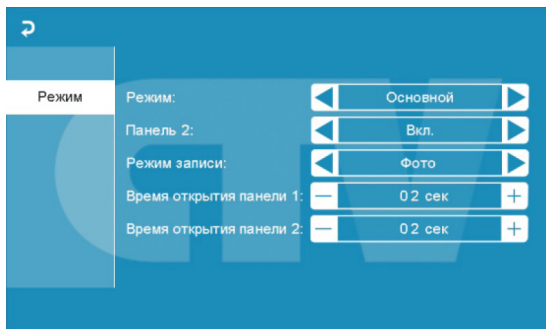 Режим
Режим: Основной
Панель 2: Вкл.
Режим записи: Фото
Время открытия панели 1: — 02 сек +
Время открытия панели 2: — 02 сек +